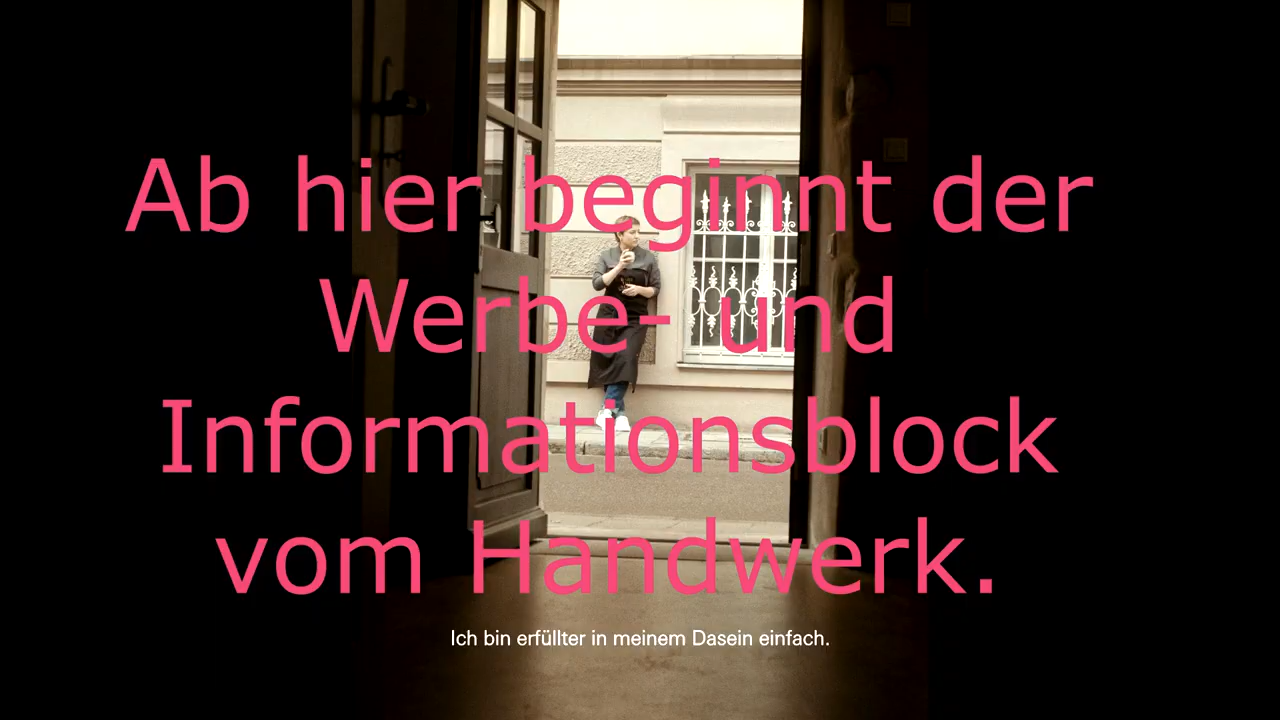 Ab hier beginnt der
Werbe- und
Informationsblock
vom Handwerk.
Ich bin erfüllter in meinem Dasein einfach.